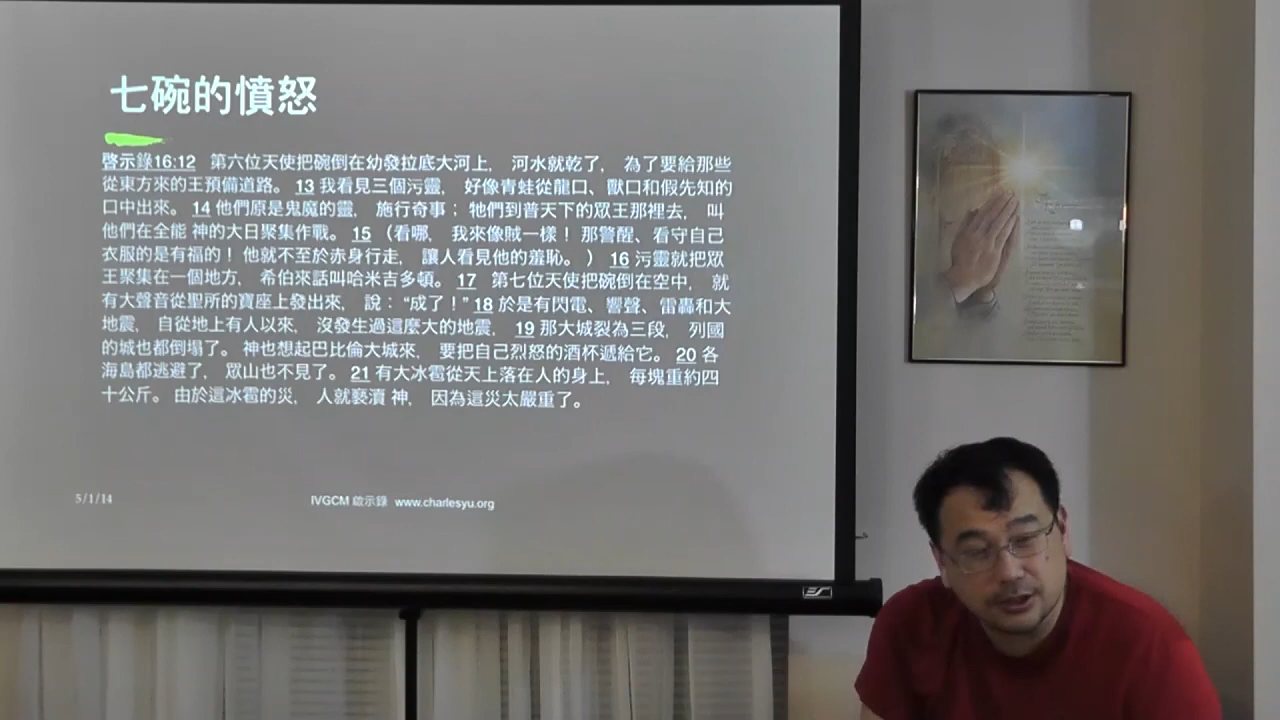 七碗的憤怒
啓示錄16:12 第六位天使把碗倒在幼發拉底大河上， 河水就乾了， 為了要給那些
從東方來的王預備道路。 13 我看見三個污靈， 好像青蛙從龍口、獸口和假先知的
口中出來。 14 他們原是鬼魔的靈， 施行奇事； 牠們到普天下的眾王那裡去， 叫
他們在全能 神的大日聚集作戰。 15 （看哪， 我來像賊一樣！ 那警醒、看守自己
衣服的是有福的！ 他就不至於赤身行走， 讓人看見他的羞恥。 ） 16 污靈就把眾
王聚集在一個地方， 希伯來話叫哈米吉多頓。 17 第七位天使把碗倒在空中， 就
有大聲音從聖所的寶座上發出來， 說： “成了！” 18 於是有閃電、響聲、雷轟和大
地震， 自從地上有人以來， 沒發生過這麼大的地震， 19 那大城裂為三段， 列國
的城也都倒塌了。 神也想起巴比倫大城來， 要把自己烈怒的酒杯遞給它。 20 各
海島都逃避了， 眾山也不見了。 21 有大冰雹從天上落在人的身上， 每塊重約四
十公斤。 由於這冰雹的災， 人就褻瀆 神， 因為這災太嚴重了。
5/1/14
IVGCM 啟示錄 www.charlesyu.org